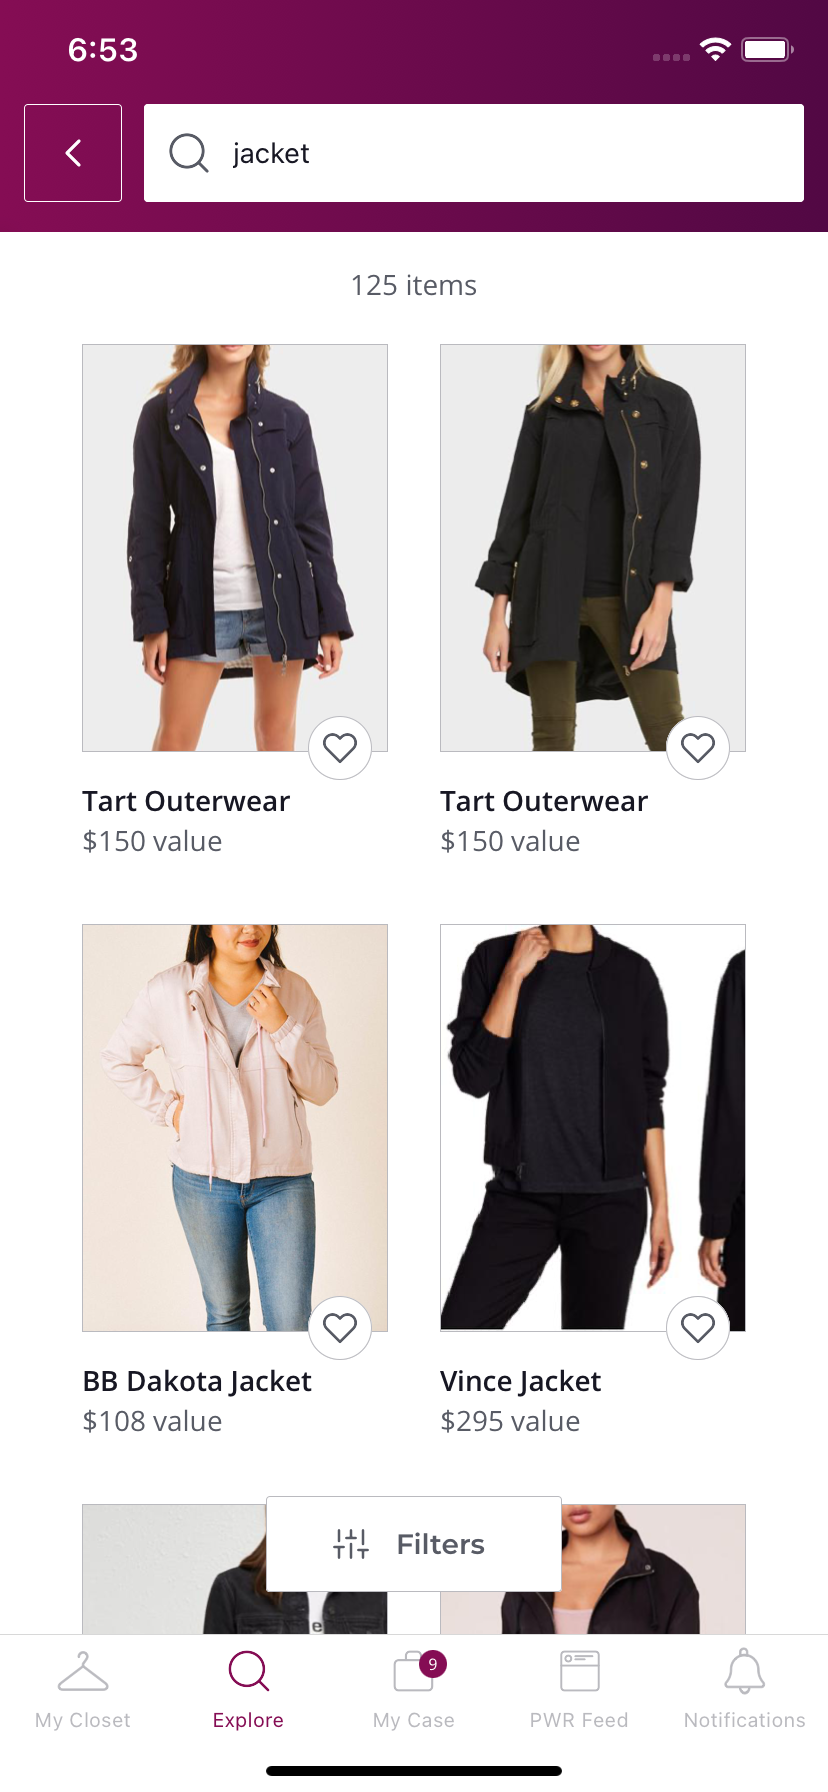 6:53
jacket
125 items
Tart Outerwear
$150 value
Tart Outerwear
$150 value
BB Dakota Jacket
$108 value
Vince Jacket
$295 value
Filters
My Closet
Explore
9
My Case
PWR Feed
Notifications